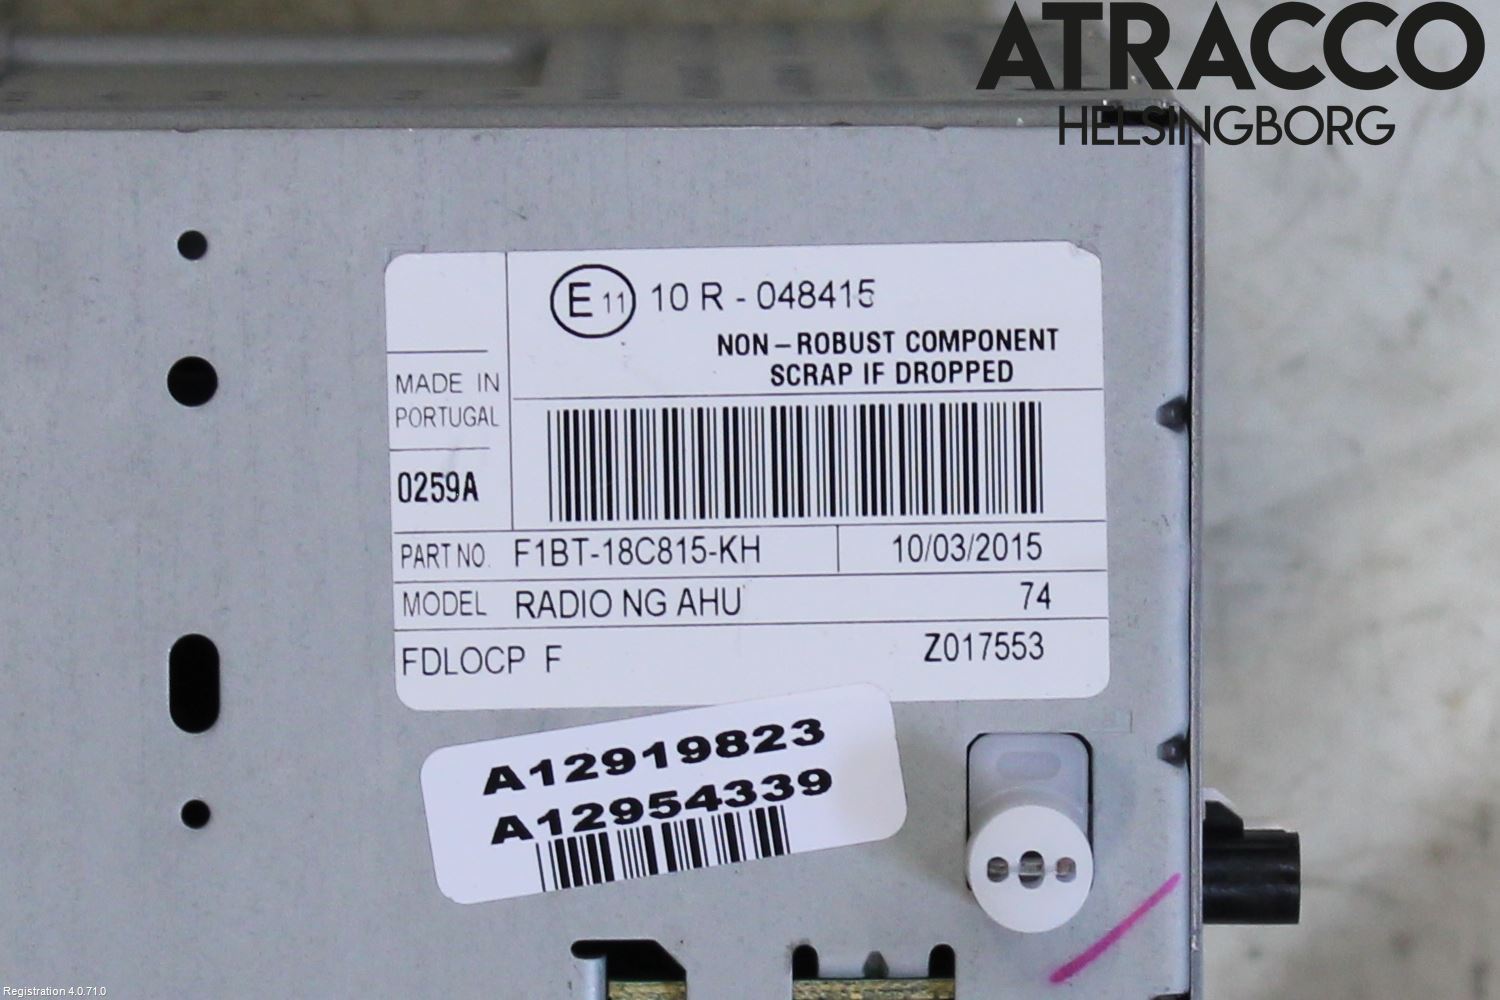 ATRACCO
HELSINGBORG
E 11 10 R - 048415
NON-ROBUST COMPONENT
SCRAP IF DROPPED
MADE IN
PORTUGAL
0259A
PART NO. F1BT-18C815-KH 10/03/2015
MODEL RADIO NG AHU 74
FDLOCP F Z017553
A12919823
A12954339
Registration 4.0.71.0